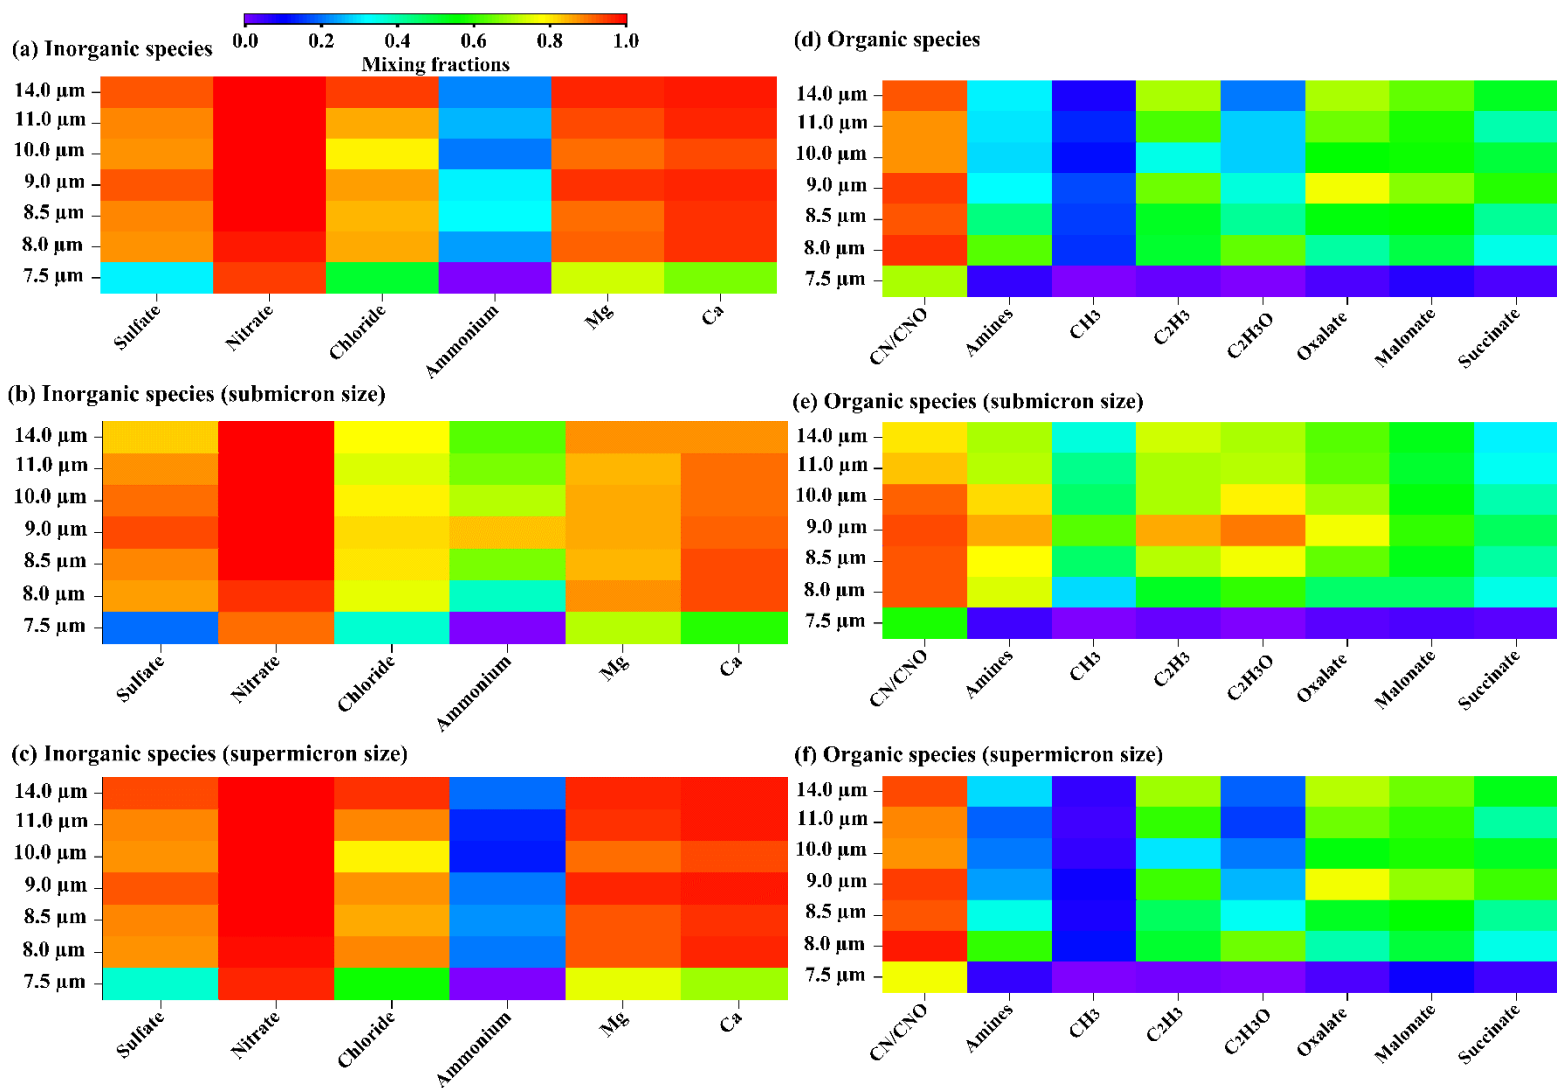 0.0 0.2 0.4 0.6 0.8 1.0
Mixing fractions
(a) Inorganic species
14.0 µm
11.0 µm
10.0 µm
9.0 µm
8.5 µm
8.0 µm
7.5 µm
Sulfate
Nitrate
Chloride
Ammonium
Mg
Ca
(b) Inorganic species (submicron size)
14.0 µm
11.0 µm
10.0 µm
9.0 µm
8.5 µm
8.0 µm
7.5 µm
Sulfate
Nitrate
Chloride
Ammonium
Mg
Ca
(c) Inorganic species (supermicron size)
14.0 µm
11.0 µm
10.0 µm
9.0 µm
8.5 µm
8.0 µm
7.5 µm
Sulfate
Nitrate
Chloride
Ammonium
Mg
Ca
(d) Organic species
14.0 µm
11.0 µm
10.0 µm
9.0 µm
8.5 µm
8.0 µm
7.5 µm
CN/CNO
Amines
CH3
C2H3
C2H3O
Oxalate
Malonate
Succinate
(e) Organic species (submicron size)
14.0 µm
11.0 µm
10.0 µm
9.0 µm
8.5 µm
8.0 µm
7.5 µm
CN/CNO
Amines
CH3
C2H3
C2H3O
Oxalate
Malonate
Succinate
(f) Organic species (supermicron size)
14.0 µm
11.0 µm
10.0 µm
9.0 µm
8.5 µm
8.0 µm
7.5 µm
CN/CNO
Amines
CH3
C2H3
C2H3O
Oxalate
Malonate
Succinate